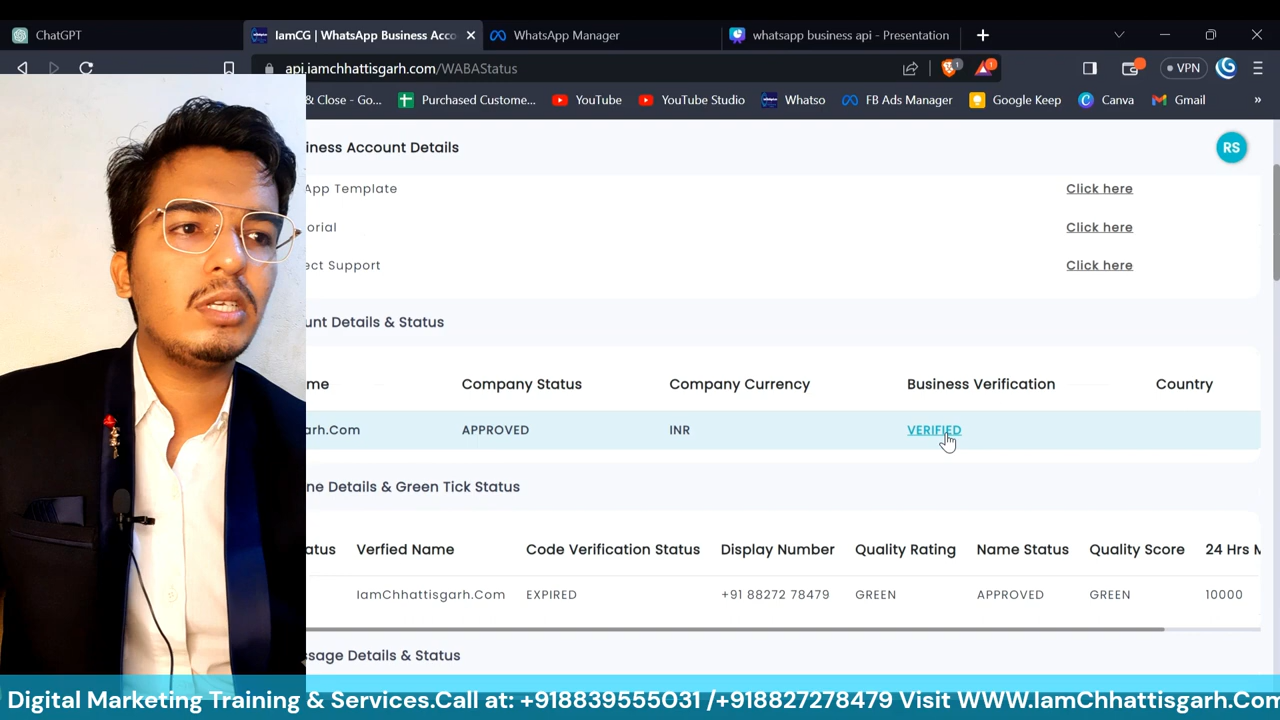 ChatGPT
IamCG | WhatsApp Business Acco
WhatsApp Manager
whatsapp business api - Presentation
api.iamchhattisgarh.com/WABAStatus
1
1
VPN
& Close - Go...
Purchased Custome...
YouTube
YouTube Studio
Whatso
FB Ads Manager
Google Keep
Canva
Gmail
»
iness Account Details
RS
App Template
Click here
orial
Click here
ect Support
Click here
unt Details & Status
me
Company Status
Company Currency
Business Verification
Country
arh.Com
APPROVED
INR
VERIFIED
ne Details & Green Tick Status
tatus
Verfied Name
Code Verification Status
Display Number
Quality Rating
Name Status
Quality Score
24 Hrs M
IamChhattisgarh.Com
EXPIRED
+91 88272 78479
GREEN
APPROVED
GREEN
10000
ssage Details & Status
Digital Marketing Training & Services.Call at: +918839555031 /+918827278479 Visit WWW.IamChhattisgarh.Com